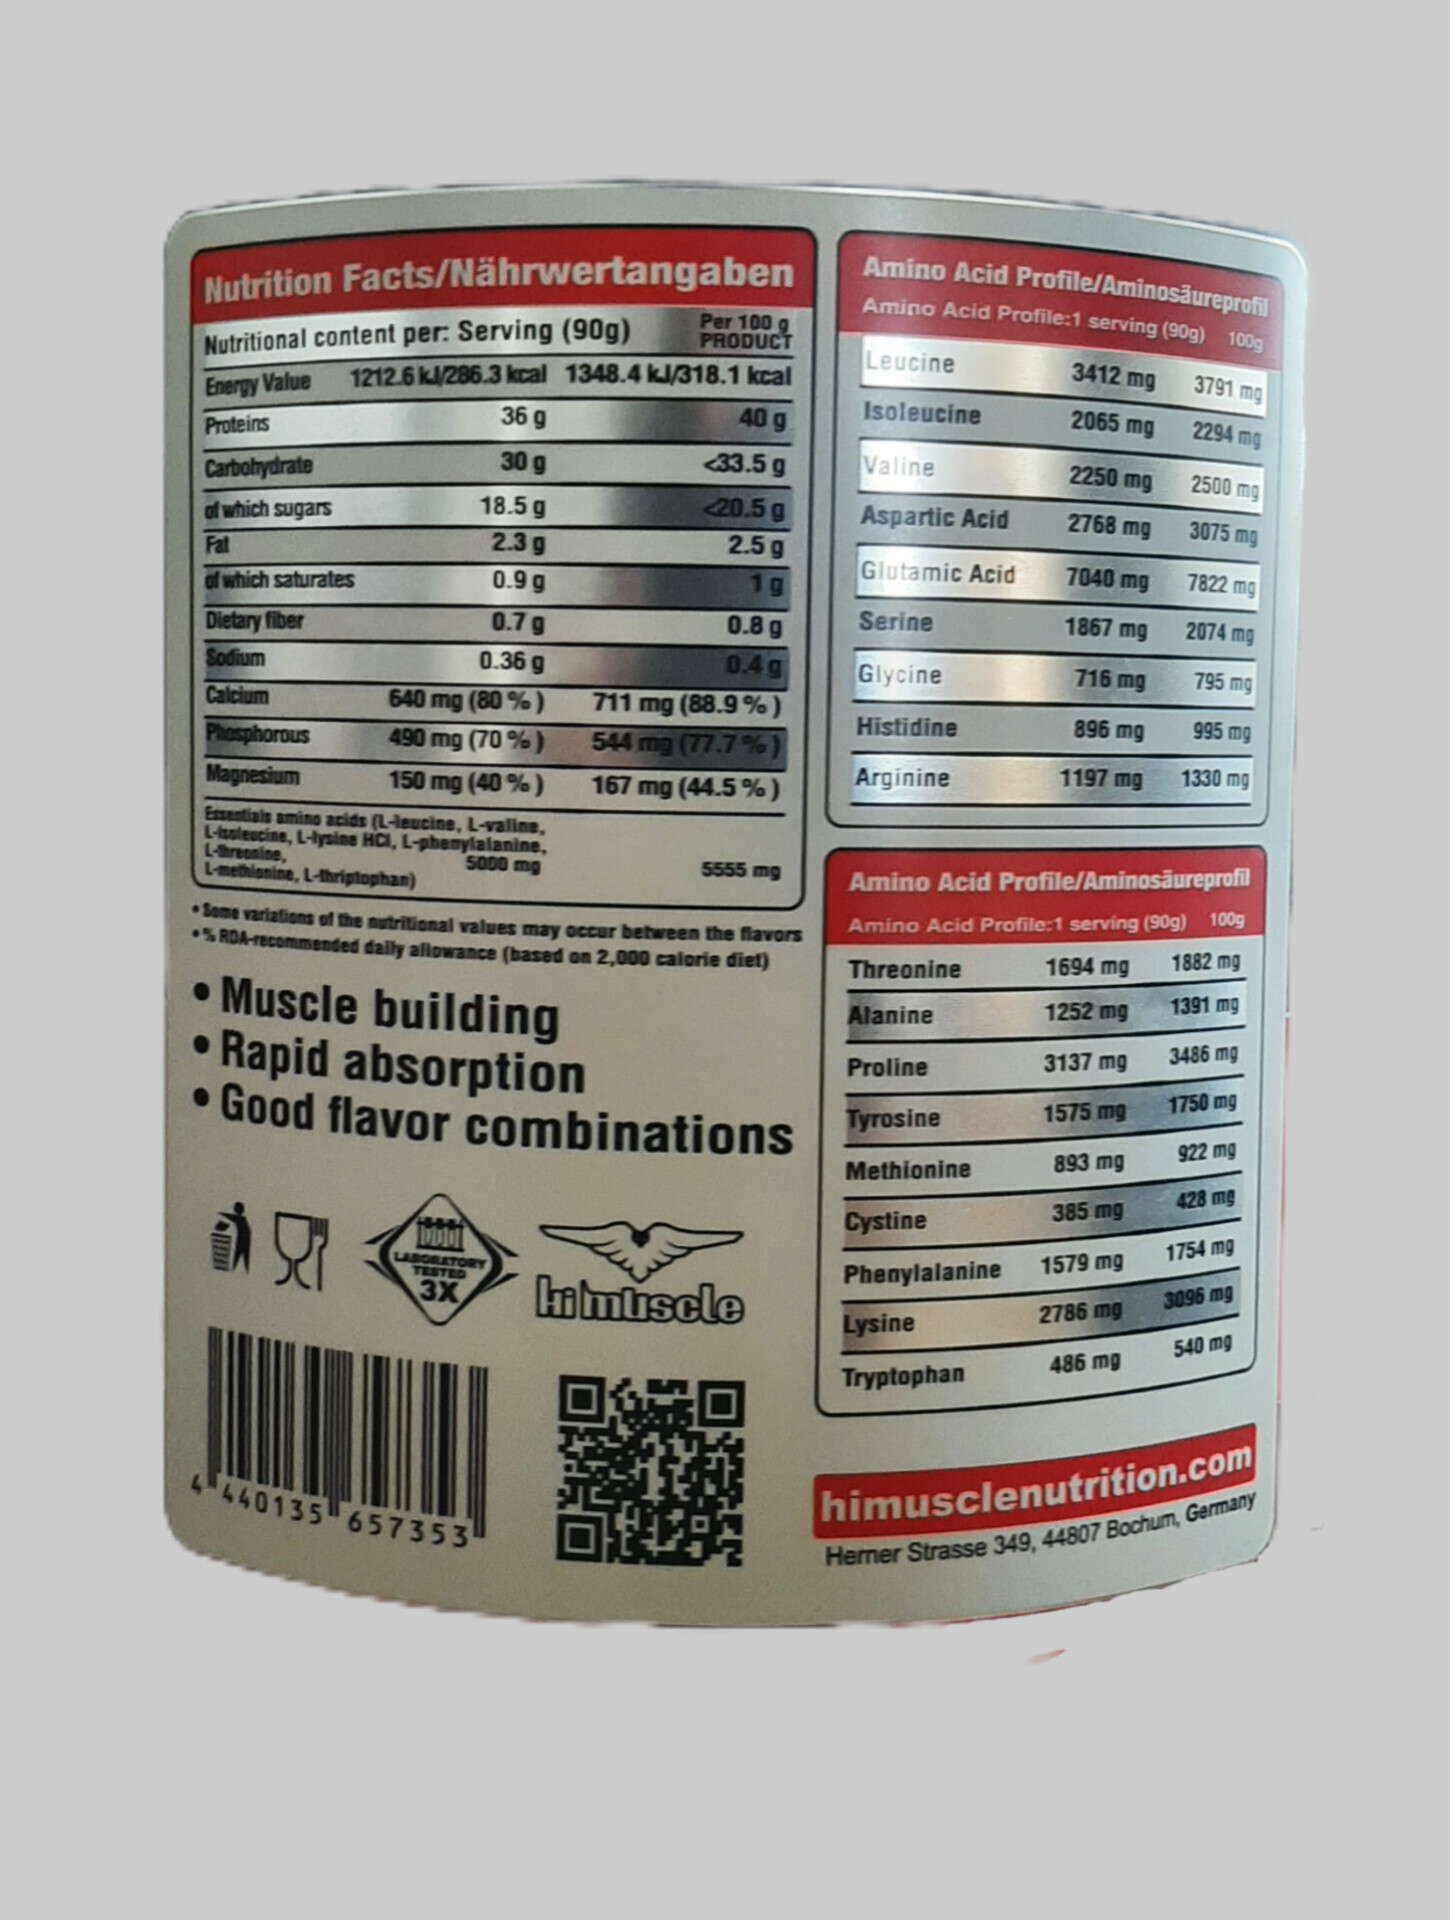 Nutrition Facts/Nährwertangaben
Nutritional content per: Serving (90g) Per 100 g PRODUCT
Energy Value 1212.6 kJ/286.3 kcal 1348.4 kJ/318.1 kcal
Proteins 36 g 40 g
Carbohydrate 30 g <33.5 g
of which sugars 18.5 g <20.5 g
Fat 2.3 g 2.5 g
of which saturates 0.9 g 1 g
Dietary fiber 0.7 g 0.8 g
Sodium 0.36 g 0.4 g
Calcium 640 mg (80 %) 711 mg (88.9 %)
Phosphorous 490 mg (70 %) 544 mg (77.7 %)
Magnesium 150 mg (40 %) 167 mg (44.5 %)
Essentials amino acids (L-leucine, L-valine,
L-isoleucine, L-lysine HCl, L-phenylalanine,
L-threonine, 5000 mg 5555 mg
L-methionine, L-thriptophan)
• Some variations of the nutritional values may occur between the flavors
• % RDA-recommended daily allowance (based on 2,000 calorie diet)
• Muscle building
• Rapid absorption
• Good flavor combinations
LABORATORY
TESTED
3X
hi muscle
4 440135 657353
Amino Acid Profile/Aminosäureprofil
Amino Acid Profile:1 serving (90g) 100g
Leucine 3412 mg 3791 mg
Isoleucine 2065 mg 2294 mg
Valine 2250 mg 2500 mg
Aspartic Acid 2768 mg 3075 mg
Glutamic Acid 7040 mg 7822 mg
Serine 1867 mg 2074 mg
Glycine 716 mg 795 mg
Histidine 896 mg 995 mg
Arginine 1197 mg 1330 mg
Amino Acid Profile/Aminosäureprofil
Amino Acid Profile:1 serving (90g) 100g
Threonine 1694 mg 1882 mg
Alanine 1252 mg 1391 mg
Proline 3137 mg 3486 mg
Tyrosine 1575 mg 1750 mg
Methionine 893 mg 922 mg
Cystine 385 mg 428 mg
Phenylalanine 1579 mg 1754 mg
Lysine 2786 mg 3096 mg
Tryptophan 486 mg 540 mg
himusclenutrition.com
Herner Strasse 349, 44807 Bochum, Germany